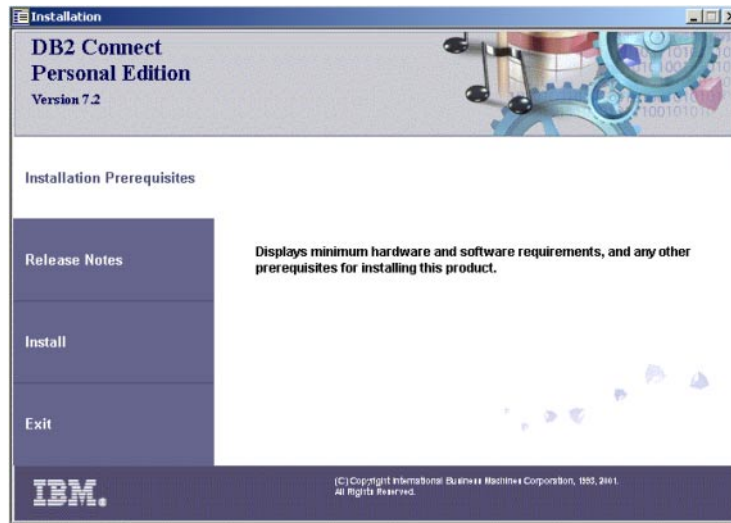 Installation
DB2 Connect
Personal Edition
Version 7.2
Installation Prerequisites
Release Notes
Displays minimum hardware and software requirements, and any other
prerequisites for installing this product.
Install
Exit
IBM.
(C) Copyright International Business Machines Corporation, 1993, 2001.
All Rights Reserved.